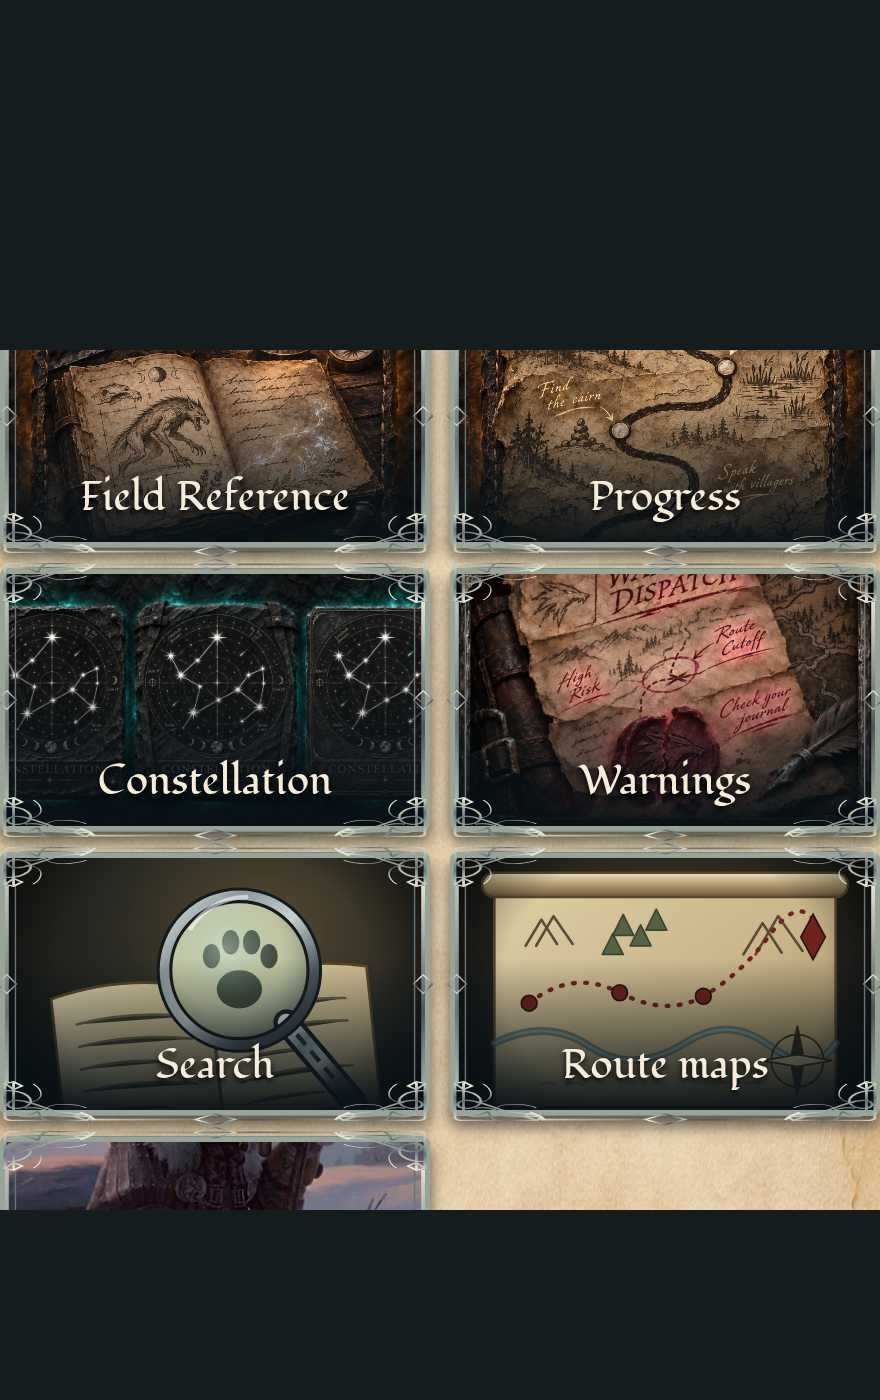 Find
the cairn
Speak
villagers
Field Reference
Progress
DISPATCH
Route
Cutoff
High
Risk
Check your
journal
CONSTELLATION
Constellation
Warnings
Search
Route maps